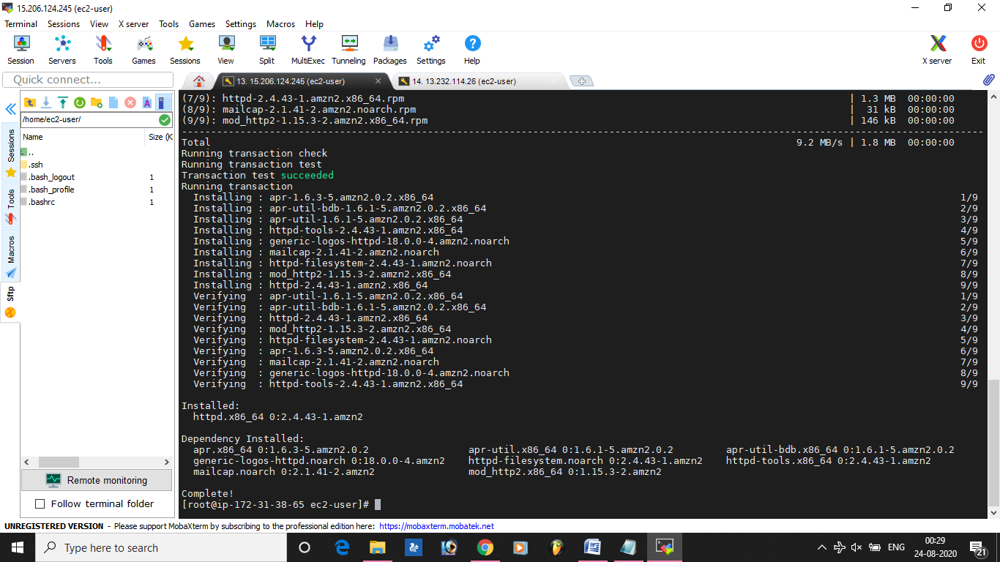 15.206.124.245 (ec2-user)
Terminal Sessions View X server Tools Games Settings Macros Help
Session Servers Tools Games Sessions View Split MultiExec Tunneling Packages Settings Help X server Exit
Quick connect...
13. 15.206.124.245 (ec2-user)
14. 13.232.114.26 (ec2-user)
/home/ec2-user/
Name Size (K
..
.ssh
.bash_logout 1
.bash_profile 1
.bashrc 1
Sessions
Tools
Macros
Sftp
Remote monitoring
Follow terminal folder
(7/9): httpd-2.4.43-1.amzn2.x86_64.rpm | 1.3 MB 00:00:00
(8/9): mailcap-2.1.41-2.amzn2.noarch.rpm | 31 kB 00:00:00
(9/9): mod_http2-1.15.3-2.amzn2.x86_64.rpm | 146 kB 00:00:00
--------------------------------------------------------------------------------
Total 9.2 MB/s | 1.8 MB 00:00:00
Running transaction check
Running transaction test
Transaction test succeeded
Running transaction
Installing : apr-1.6.3-5.amzn2.0.2.x86_64 1/9
Installing : apr-util-bdb-1.6.1-5.amzn2.0.2.x86_64 2/9
Installing : apr-util-1.6.1-5.amzn2.0.2.x86_64 3/9
Installing : httpd-tools-2.4.43-1.amzn2.x86_64 4/9
Installing : generic-logos-httpd-18.0.0-4.amzn2.noarch 5/9
Installing : mailcap-2.1.41-2.amzn2.noarch 6/9
Installing : httpd-filesystem-2.4.43-1.amzn2.noarch 7/9
Installing : mod_http2-1.15.3-2.amzn2.x86_64 8/9
Installing : httpd-2.4.43-1.amzn2.x86_64 9/9
Verifying : apr-util-1.6.1-5.amzn2.0.2.x86_64 1/9
Verifying : apr-util-bdb-1.6.1-5.amzn2.0.2.x86_64 2/9
Verifying : httpd-2.4.43-1.amzn2.x86_64 3/9
Verifying : mod_http2-1.15.3-2.amzn2.x86_64 4/9
Verifying : httpd-filesystem-2.4.43-1.amzn2.noarch 5/9
Verifying : apr-1.6.3-5.amzn2.0.2.x86_64 6/9
Verifying : mailcap-2.1.41-2.amzn2.noarch 7/9
Verifying : generic-logos-httpd-18.0.0-4.amzn2.noarch 8/9
Verifying : httpd-tools-2.4.43-1.amzn2.x86_64 9/9
Installed:
httpd.x86_64 0:2.4.43-1.amzn2
Dependency Installed:
apr.x86_64 0:1.6.3-5.amzn2.0.2 apr-util.x86_64 0:1.6.1-5.amzn2.0.2 apr-util-bdb.x86_64 0:1.6.1-5.amzn2.0.2
generic-logos-httpd.noarch 0:18.0.0-4.amzn2 httpd-filesystem.noarch 0:2.4.43-1.amzn2 httpd-tools.x86_64 0:2.4.43-1.amzn2
mailcap.noarch 0:2.1.41-2.amzn2 mod_http2.x86_64 0:1.15.3-2.amzn2
Complete!
[root@ip-172-31-38-65 ec2-user]#
UNREGISTERED VERSION - Please support MobaXterm by subscribing to the professional edition here: https://mobaxterm.mobatek.net
Type here to search
ENG
00:29
24-08-2020
21